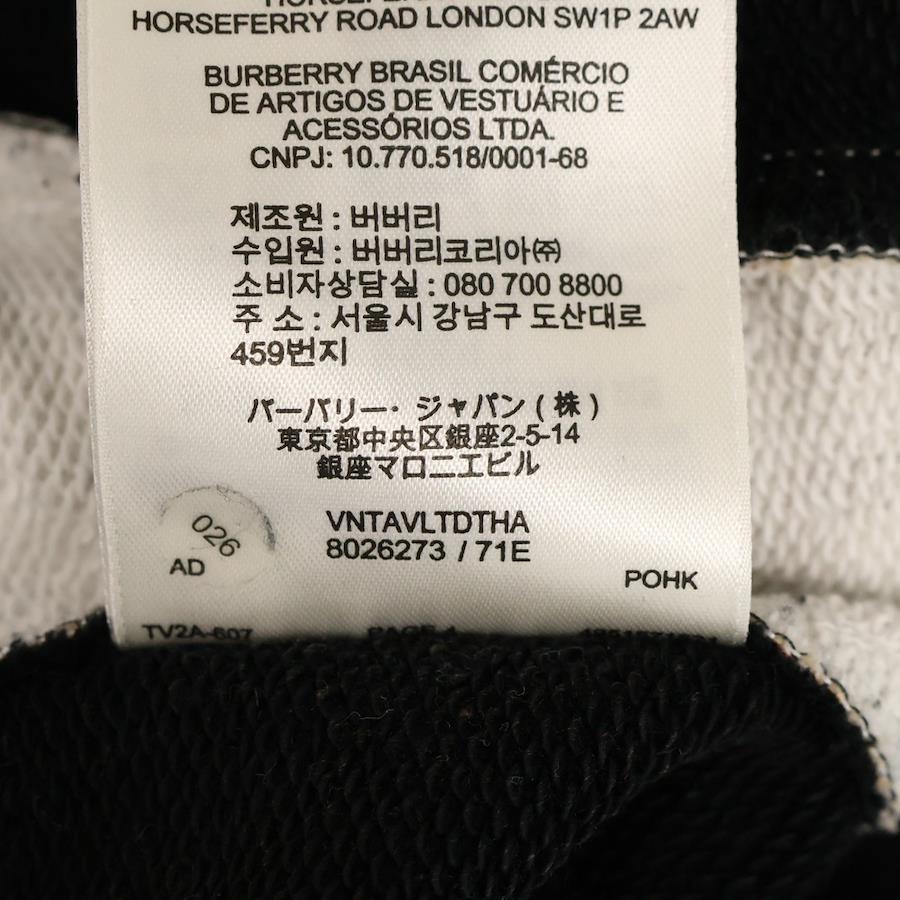 HORSEFERRY ROAD LONDON SW1P 2AW
BURBERRY BRASIL COMÉRCIO
DE ARTIGOS DE VESTUÁRIO E
ACESSÓRIOS LTDA.
CNPJ: 10.770.518/0001-68
제조원 : 버버리
수입원 : 버버리코리아㈜
소비자상담실 : 080 700 8800
주 소 : 서울시 강남구 도산대로
459번지
バーバリー・ジャパン ( 株 )
東京都中央区銀座2-5-14
銀座マロニエビル
026
AD
VNTAVLTDTHA
8026273 / 71E
POHK
TV2A-607 PAGE 4